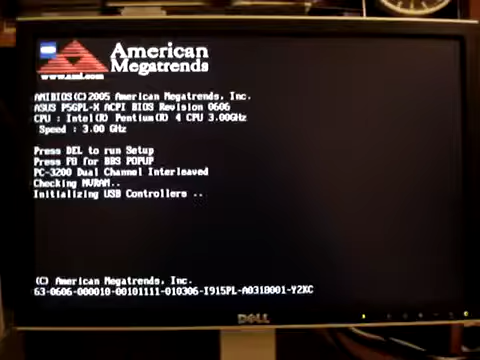 American
Megatrends
www.ami.com
AMIBIOS(C)2005 American Megatrends, Inc.
ASUS P5GPL-X ACPI BIOS Revision 0606
CPU : Intel(R) Pentium(R) 4 CPU 3.00GHz
Speed : 3.00 GHz
Press DEL to run Setup
Press F8 for BBS POPUP
PC-3200 Dual Channel Interleaved
Checking NVRAM..
Initializing USB Controllers ..
(C) American Megatrends, Inc.
63-0606-000010-00101111-010306-I915PL-A0318001-Y2KC
DELL